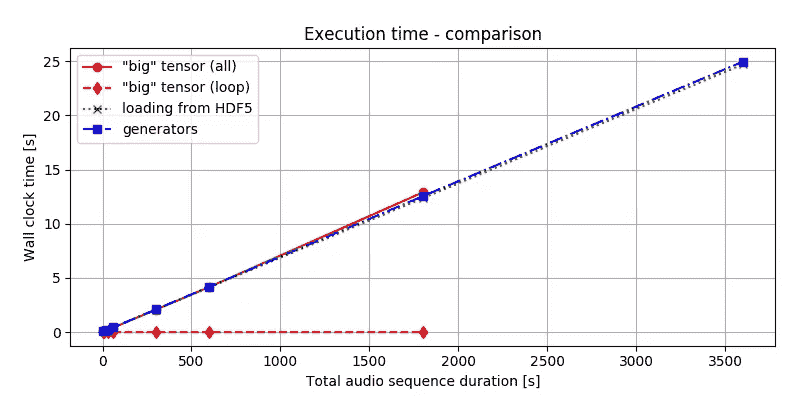 Execution time - comparison
"big" tensor (all)
"big" tensor (loop)
loading from HDF5
generators
Wall clock time [s]
25
20
15
10
5
0
0 500 1000 1500 2000 2500 3000 3500
Total audio sequence duration [s]